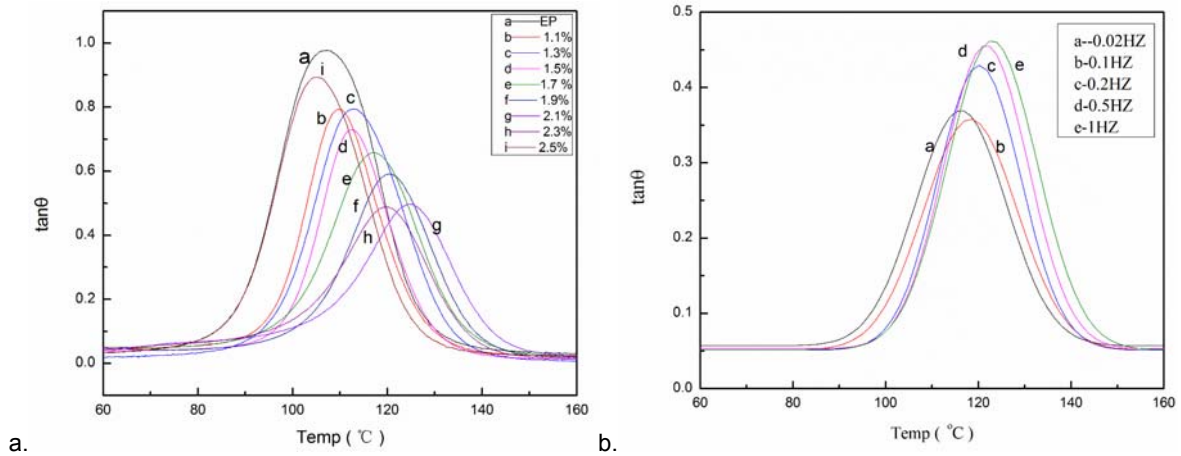 a EP
b 1.1%
c 1.3%
d 1.5%
e 1.7 %
f 1.9%
g 2.1%
h 2.3%
i 2.5%
1.0
0.8
0.6
0.4
0.2
0.0
tanθ
a
i
b
c
d
e
f
g
h
60
80
100
120
140
160
Temp ( ℃ )
a.
a--0.02HZ
b-0.1HZ
c-0.2HZ
d-0.5HZ
e-1HZ
0.5
0.4
0.3
0.2
0.1
0.0
tanθ
d
e
c
a
b
60
80
100
120
140
160
Temp ( °C )
b.